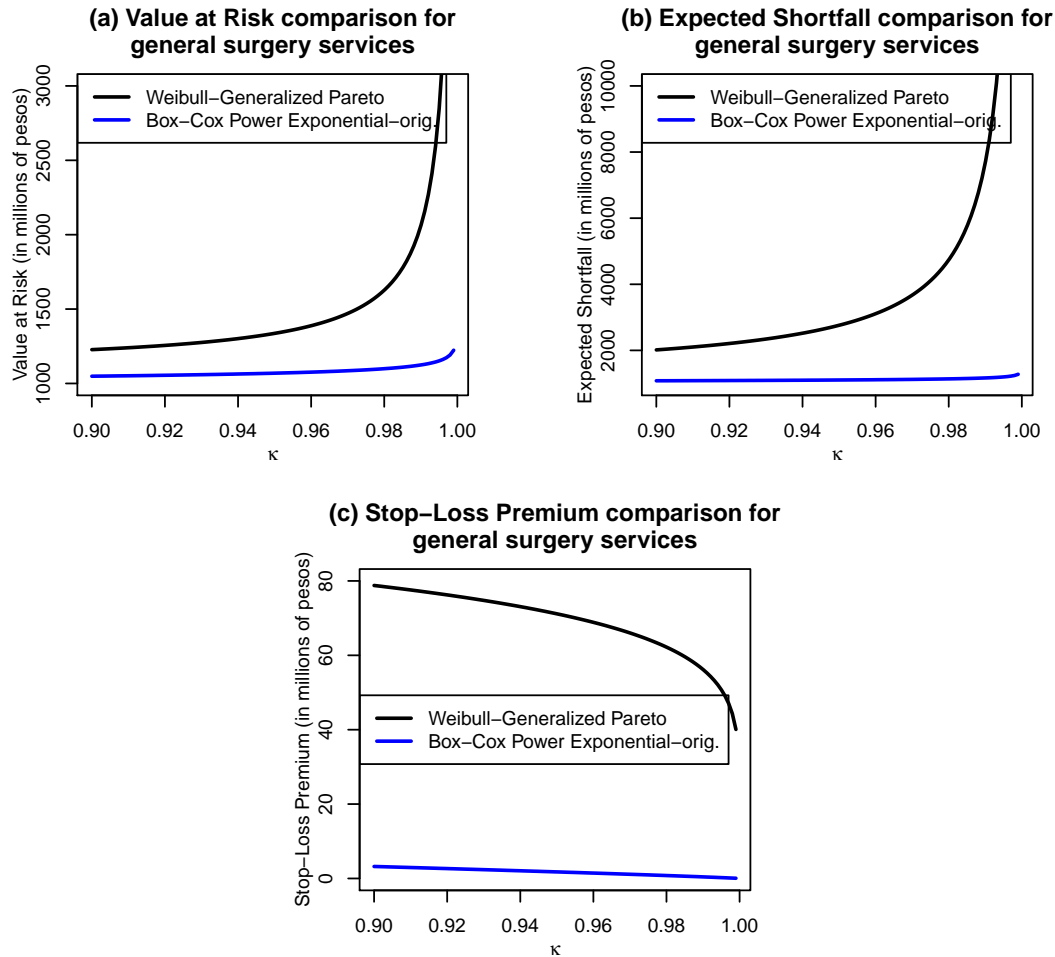 (a) Value at Risk comparison for
general surgery services
Value at Risk (in millions of pesos)
3000
2500
2000
1500
1000
Weibull−Generalized Pareto
Box−Cox Power Exponential−orig.
0.90 0.92 0.94 0.96 0.98 1.00
κ
(b) Expected Shortfall comparison for
general surgery services
Expected Shortfall (in millions of pesos)
10000
8000
6000
4000
2000
Weibull−Generalized Pareto
Box−Cox Power Exponential−orig.
0.90 0.92 0.94 0.96 0.98 1.00
κ
(c) Stop−Loss Premium comparison for
general surgery services
Stop−Loss Premium (in millions of pesos)
80
60
40
20
0
Weibull−Generalized Pareto
Box−Cox Power Exponential−orig.
0.90 0.92 0.94 0.96 0.98 1.00
κ